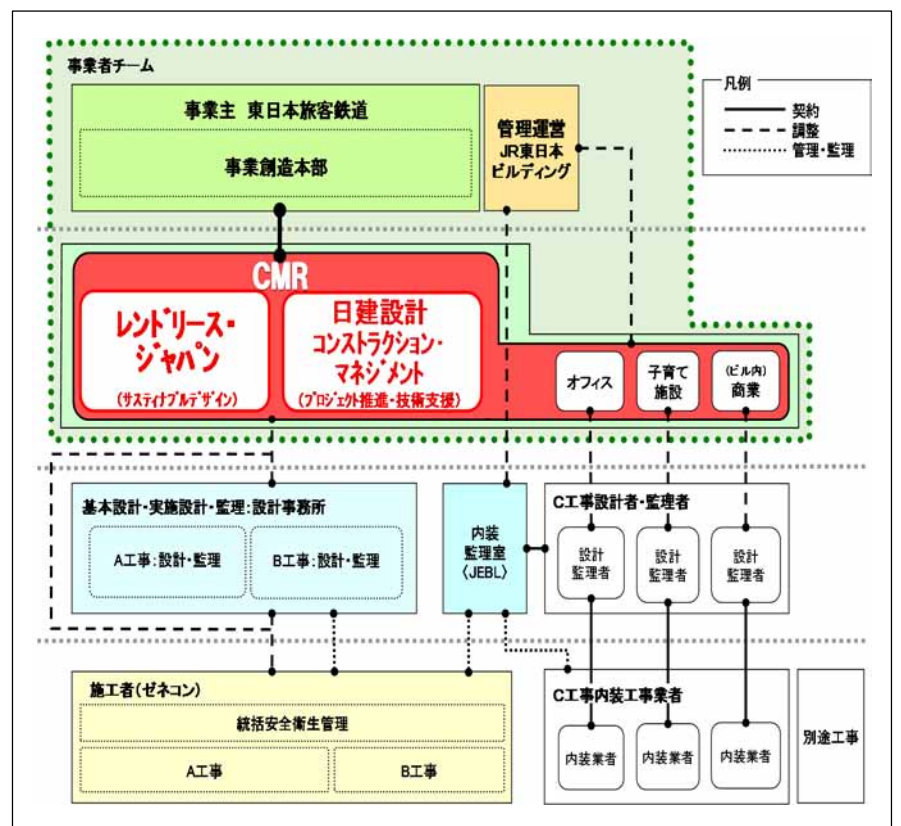 事業者チーム
事業主 東日本旅客鉄道
事業創造本部
管理運営
JR東日本
ビルディング
凡例
契約
調整
管理・監理
CMR
レンドリース・
ジャパン
(サスティナブルデザイン)
日建設計
コンストラクション・
マネジメント
(プロジェクト推進・技術支援)
オフィス
子育て
施設
(ビル内)
商業
基本設計・実施設計・監理:設計事務所
A工事:設計・監理
B工事:設計・監理
内装
監理室
〈JEBL〉
C工事設計者・監理者
設計
監理者
設計
監理者
設計
監理者
施工者(ゼネコン)
統括安全衛生管理
A工事
B工事
C工事内装工事業者
内装業者
内装業者
内装業者
別途工事